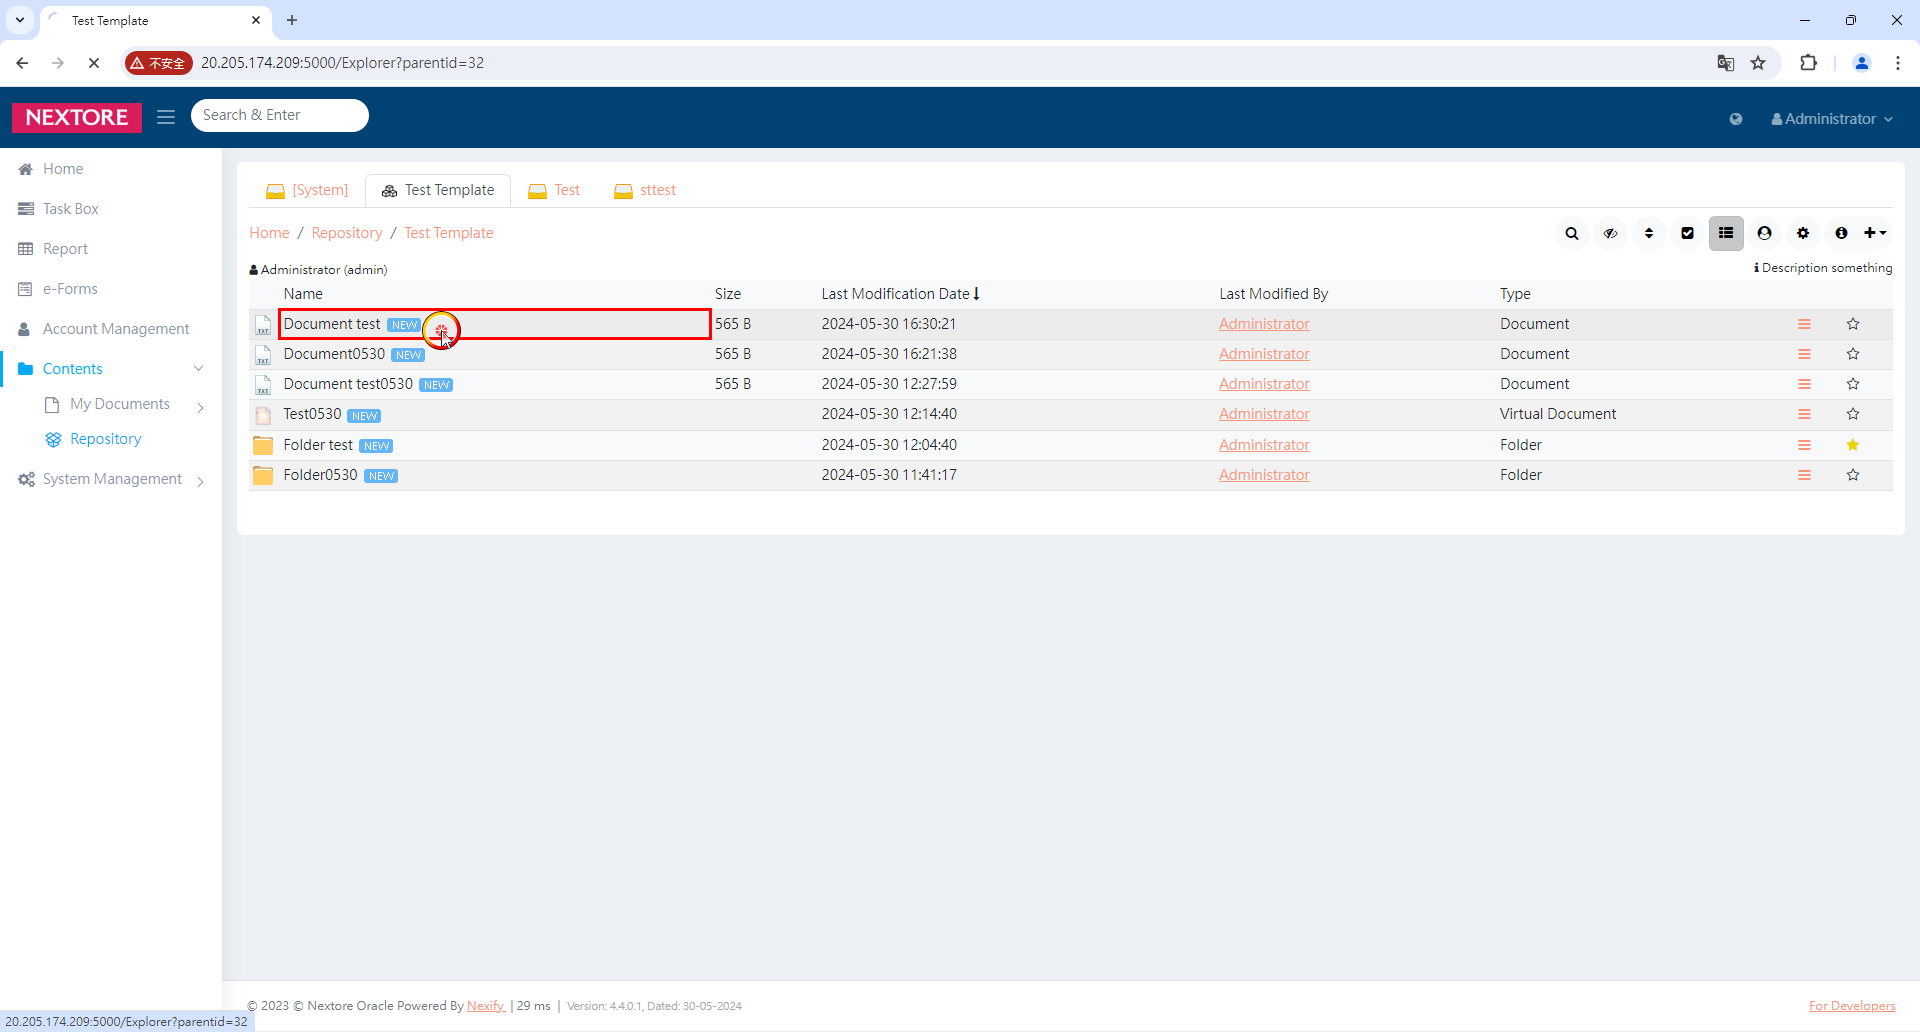 Test Template
不安全
20.205.174.209:5000/Explorer?parentid=32
NEXTORE
Search & Enter
Administrator
Home
Task Box
Report
e-Forms
Account Management
Contents
My Documents
Repository
System Management
[System]
Test Template
Test
sttest
Home / Repository / Test Template
Administrator (admin)
Description something
Name Size Last Modification Date Last Modified By Type
Document test NEW 565 B 2024-05-30 16:30:21 Administrator Document
Document0530 NEW 565 B 2024-05-30 16:21:38 Administrator Document
Document test0530 NEW 565 B 2024-05-30 12:27:59 Administrator Document
Test0530 NEW 2024-05-30 12:14:40 Administrator Virtual Document
Folder test NEW 2024-05-30 12:04:40 Administrator Folder
Folder0530 NEW 2024-05-30 11:41:17 Administrator Folder
© 2023 © Nextore Oracle Powered By Nexify | 29 ms | Version: 4.4.0.1, Dated: 30-05-2024
For Developers
20.205.174.209:5000/Explorer?parentid=32